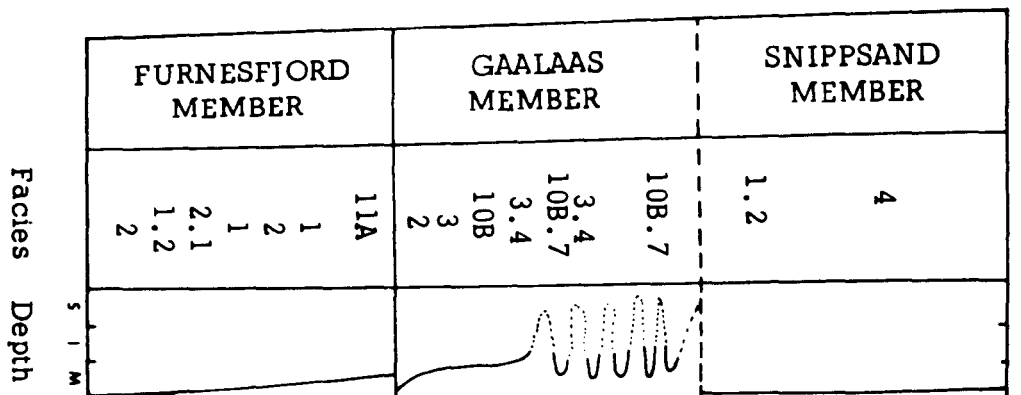 FURNESFJORD
MEMBER
GAALAAS
MEMBER
SNIPPSAND
MEMBER
Facies
2
1.2
2.1
1
2
1
11A
2
3
10B
3.4
10B.7
3.4
10B.7
1.2
4
Depth
S
I
M